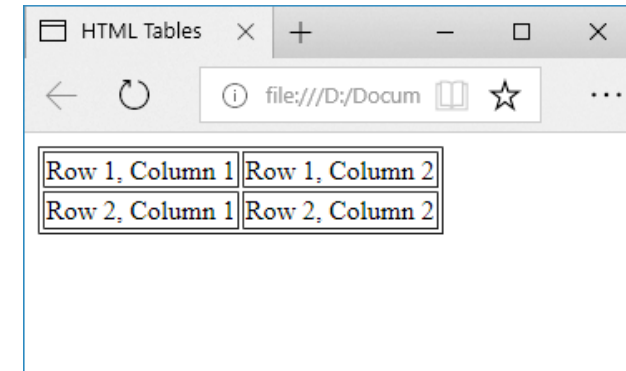 HTML Tables
file:///D:/Docum
Row 1, Column 1 Row 1, Column 2
Row 2, Column 1 Row 2, Column 2